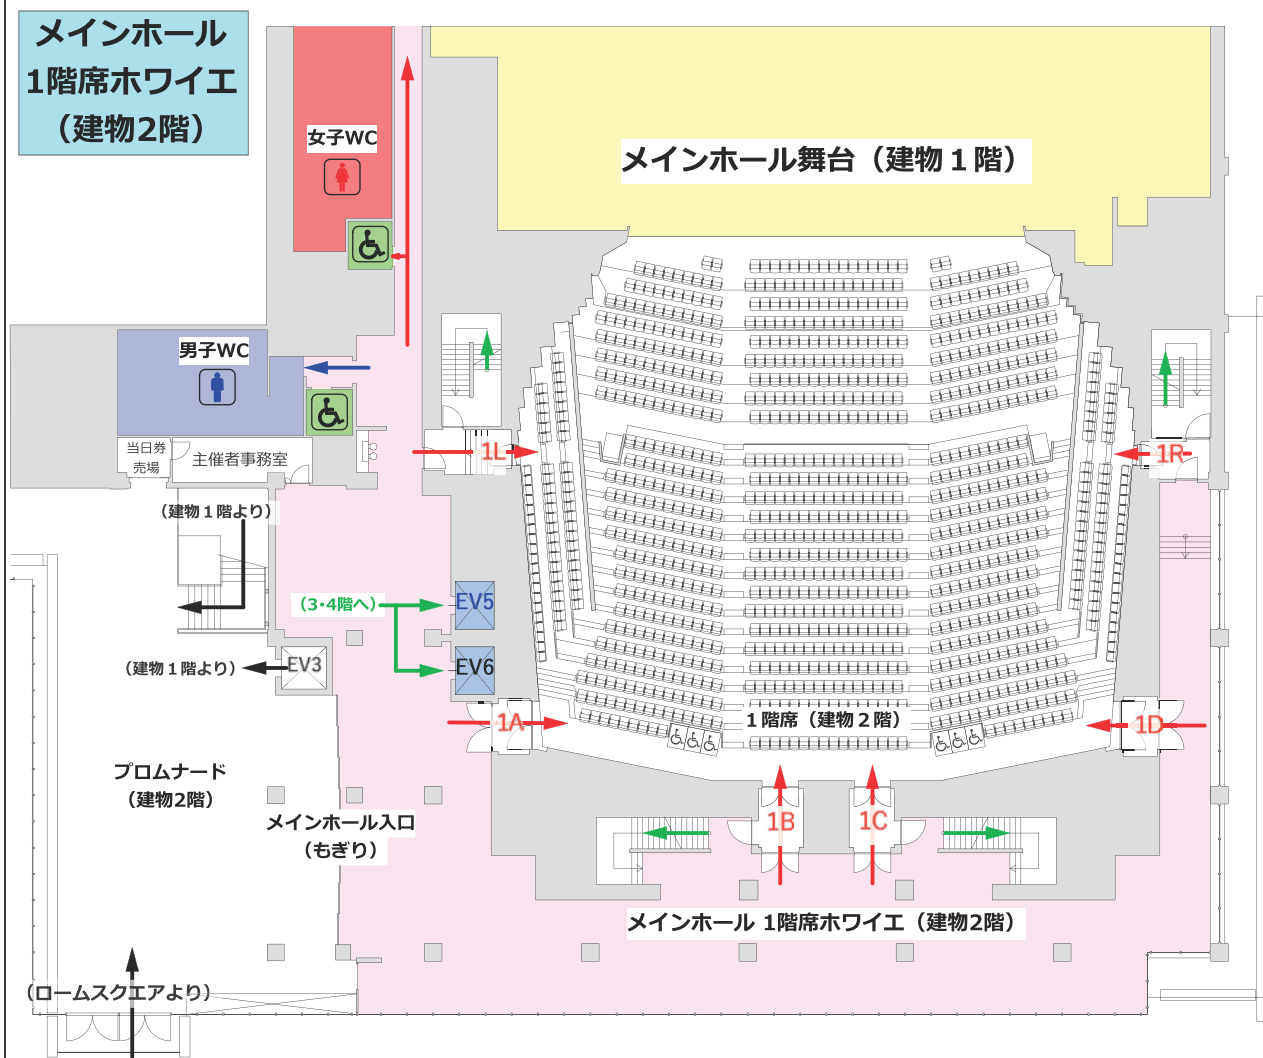 メインホール
1階席ホワイエ
（建物2階）
女子WC
メインホール舞台（建物１階）
男子WC
当日券
売場
主催者事務室
1L
1R
（建物１階より）
（3・4階へ）
EV5
EV6
（建物１階より）
EV3
1A
１階席（建物２階）
1D
プロムナード
（建物2階）
メインホール入口
（もぎり）
1B
1C
メインホール 1階席ホワイエ（建物2階）
（ロームスクエアより）